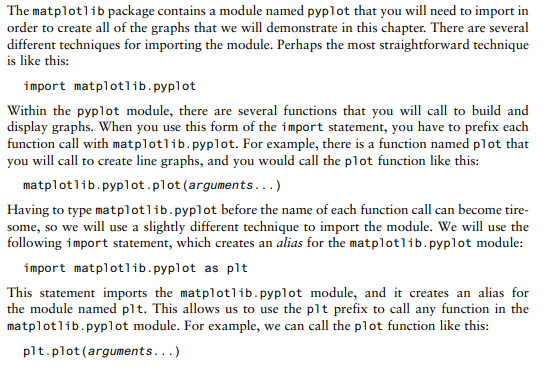 The matplotlib package contains a module named pyplot that you will need to import in
order to create all of the graphs that we will demonstrate in this chapter. There are several
different techniques for importing the module. Perhaps the most straightforward technique
is like this:
import matplotlib.pyplot
Within the pyplot module, there are several functions that you will call to build and
display graphs. When you use this form of the import statement, you have to prefix each
function call with matplotlib.pyplot. For example, there is a function named plot that
you will call to create line graphs, and you would call the plot function like this:
matplotlib.pyplot.plot(arguments...)
Having to type matplotlib.pyplot before the name of each function call can become tire-
some, so we will use a slightly different technique to import the module. We will use the
following import statement, which creates an alias for the matplotlib.pyplot module:
import matplotlib.pyplot as plt
This statement imports the matplotlib.pyplot module, and it creates an alias for
the module named plt. This allows us to use the plt prefix to call any function in the
matplotlib.pyplot module. For example, we can call the plot function like this:
plt.plot(arguments...)